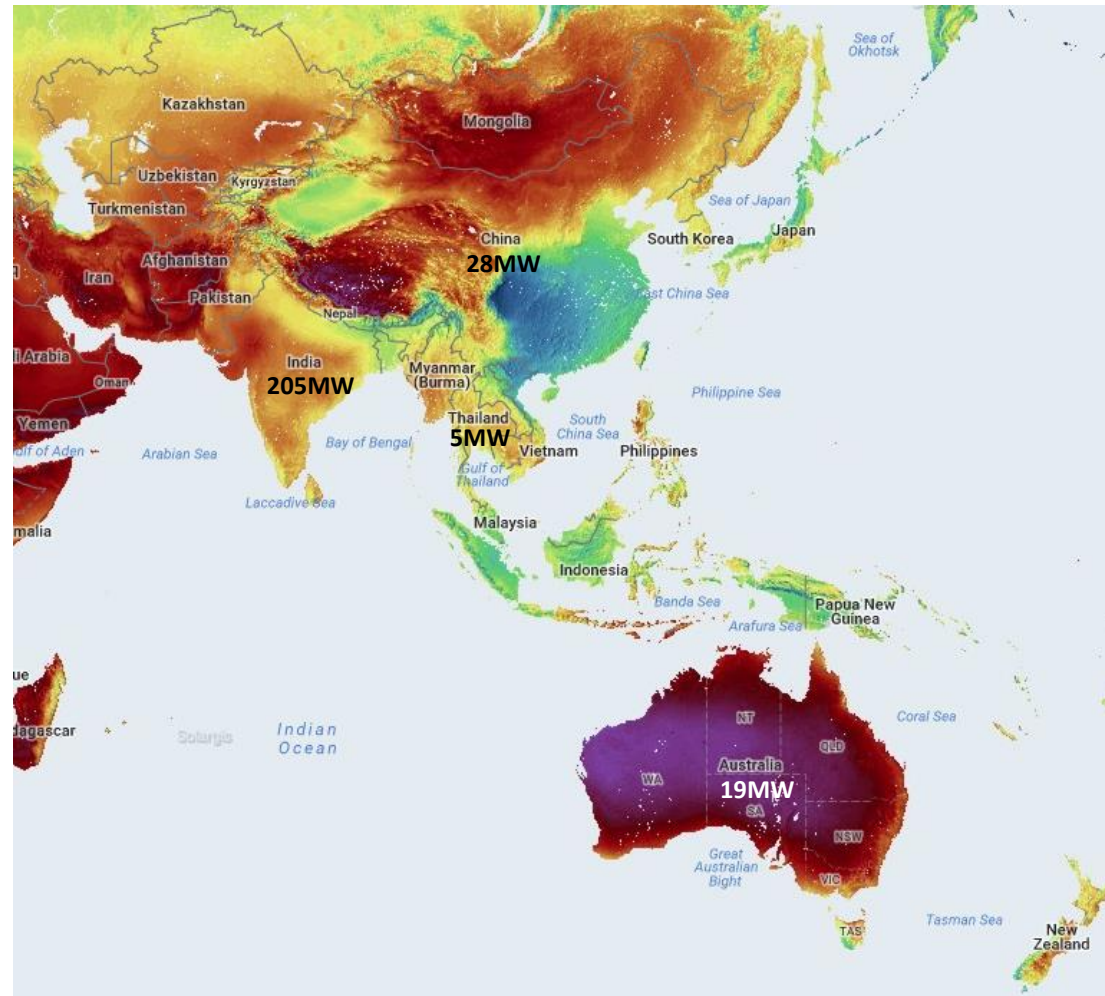 Sea of
Okhotsk
Kazakhstan
Mongolia
Uzbekistan
Kyrgyzstan
Turkmenistan
Sea of Japan
China
South Korea
Japan
28MW
Afghanistan
Iran
Pakistan
East China Sea
Nepal
i Arabia
India
Myanmar
(Burma)
Oman
205MW
Philippine Sea
Yemen
Thailand
5MW
South
China Sea
Gulf of Aden
Arabian Sea
Bay of Bengal
Vietnam
Philippines
Gulf of
Thailand
Laccadive Sea
malia
Malaysia
Indonesia
Banda Sea
Papua New
Guinea
Arafura Sea
ue
dagascar
Solargis
Indian
Ocean
NT
Coral Sea
QLD
Australia
WA
19MW
SA
NSW
Great
Australian
Bight
VIC
TAS
Tasman Sea
New
Zealand